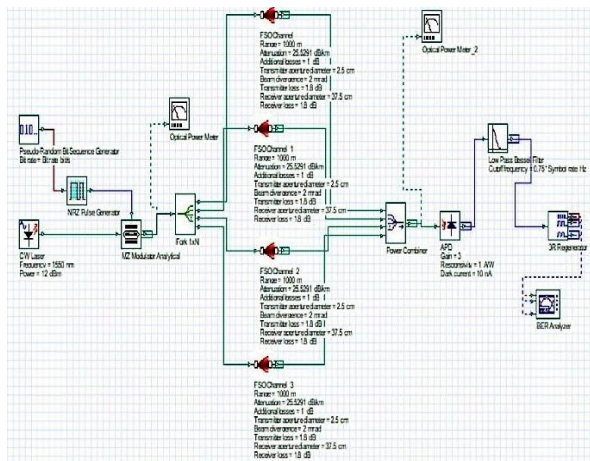 FSO Channel
Range = 1000 m
Attenuation = 25.5291 dB/km
Additional losses = 1 dB
Transmitter aperture diameter = 2.5 cm
Beam divergence = 2 mrad
Transmitter loss = 1.8 dB
Receiver aperture diameter = 37.5 cm
Receiver loss = 1.8 dB
Optical Power Meter_2
Optical Power Meter
Pseudo-Random Bit Sequence Generator
Bit rate = Bit rate bits/s
NRZ Pulse Generator
CW Laser
Frequency = 1550 nm
Power = 12 dBm
MZ Modulator Analytical
Fork 1xN
FSO Channel 1
Range = 1000 m
Attenuation = 25.5291 dB/km
Additional losses = 1 dB
Transmitter aperture diameter = 2.5 cm
Beam divergence = 2 mrad
Transmitter loss = 1.8 dB
Receiver aperture diameter = 37.5 cm
Receiver loss = 1.8 dB
Power Combiner
APD
Gain = 3
Responsivity = 1 A/W
Dark current = 10 nA
Low Pass Bessel Filter
Cutoff frequency = 0.75 * Symbol rate Hz
3R Regenerator
BER Analyzer
FSO Channel 2
Range = 1000 m
Attenuation = 25.5291 dB/km
Additional losses = 1 dB
Transmitter aperture diameter = 2.5 cm
Beam divergence = 2 mrad
Transmitter loss = 1.8 dB
Receiver aperture diameter = 37.5 cm
Receiver loss = 1.8 dB
FSO Channel 3
Range = 1000 m
Attenuation = 25.5291 dB/km
Additional losses = 1 dB
Transmitter aperture diameter = 2.5 cm
Beam divergence = 2 mrad
Transmitter loss = 1.8 dB
Receiver aperture diameter = 37.5 cm
Receiver loss = 1.8 dB